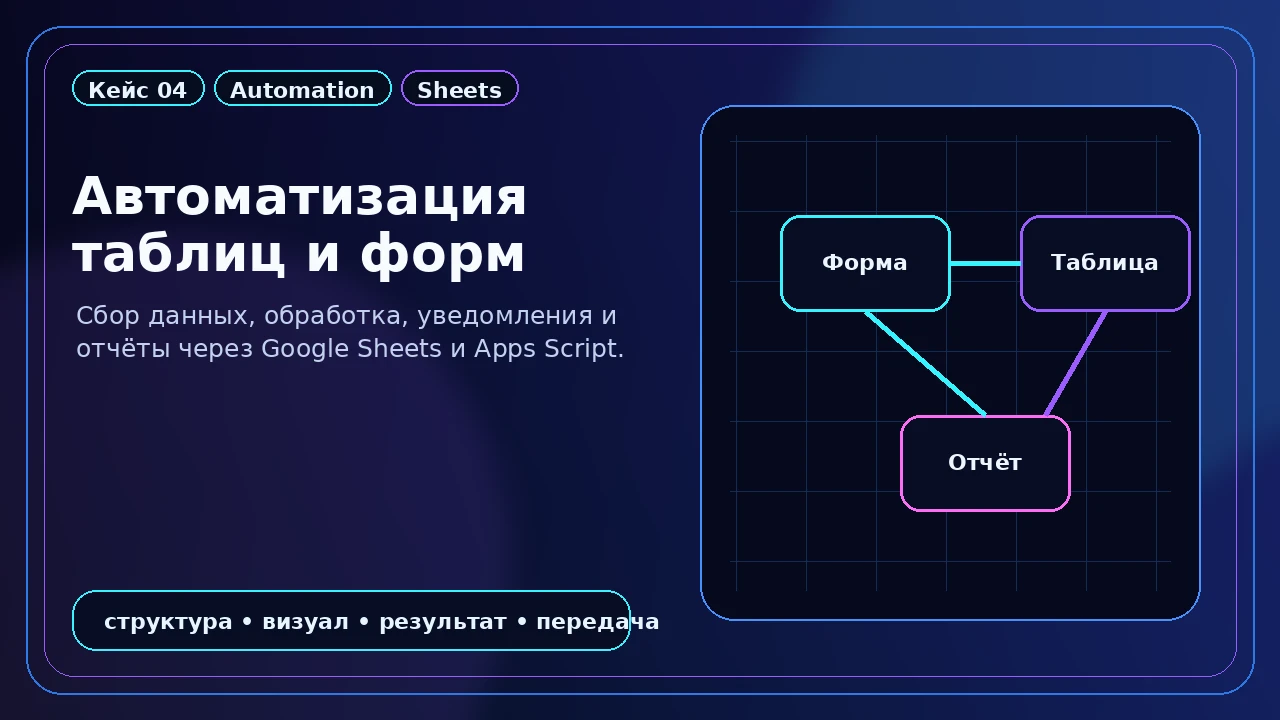 Кейс 04
Automation
Sheets
Автоматизация
таблиц и форм
Сбор данных, обработка, уведомления и
отчёты через Google Sheets и Apps Script.
Форма
Таблица
Отчёт
структура • визуал • результат • передача